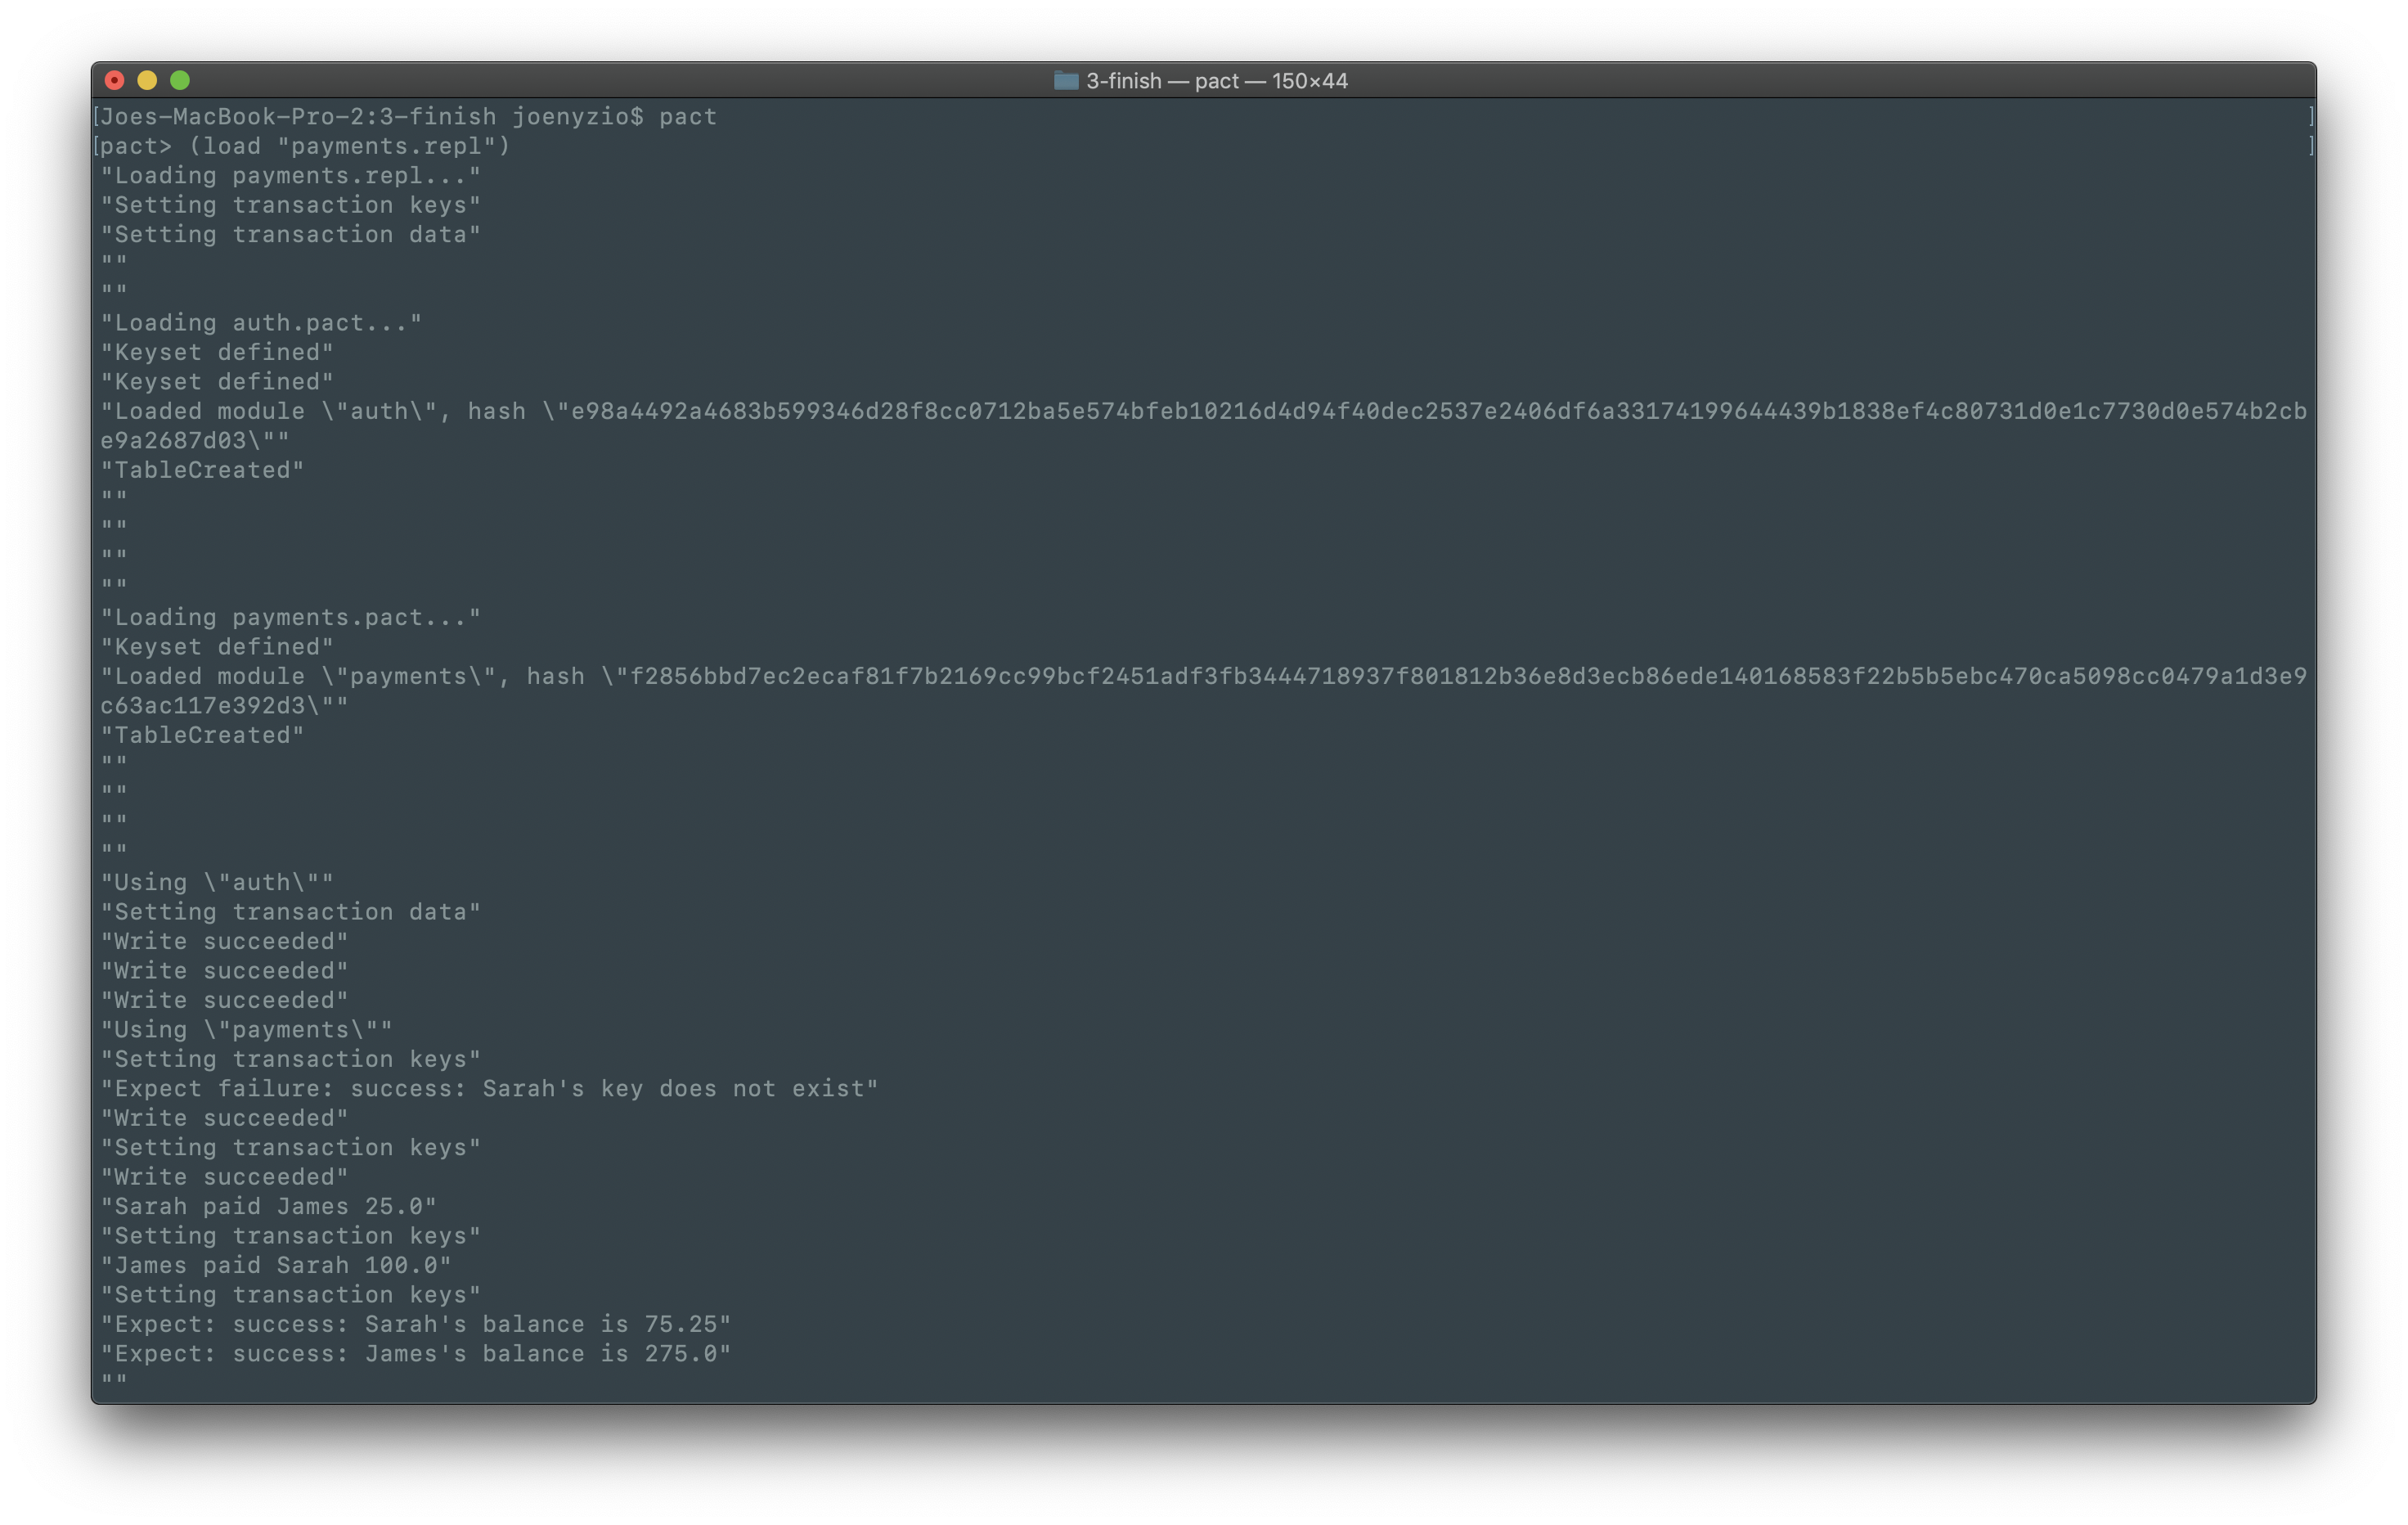 3-finish — pact — 150×44
[Joes-MacBook-Pro-2:3-finish joenyzio$ pact ]
[pact> (load "payments.repl") ]
"Loading payments.repl..."
"Setting transaction keys"
"Setting transaction data"
""
""
"Loading auth.pact..."
"Keyset defined"
"Keyset defined"
"Loaded module \"auth\", hash \"e98a4492a4683b599346d28f8cc0712ba5e574bfeb10216d4d94f40dec2537e2406df6a33174199644439b1838ef4c80731d0e1c7730d0e574b2cb
e9a2687d03\""
"TableCreated"
""
""
""
""
"Loading payments.pact..."
"Keyset defined"
"Loaded module \"payments\", hash \"f2856bbd7ec2ecaf81f7b2169cc99bcf2451adf3fb3444718937f801812b36e8d3ecb86ede140168583f22b5b5ebc470ca5098cc0479a1d3e9
c63ac117e392d3\""
"TableCreated"
""
""
""
""
"Using \"auth\""
"Setting transaction data"
"Write succeeded"
"Write succeeded"
"Write succeeded"
"Using \"payments\""
"Setting transaction keys"
"Expect failure: success: Sarah's key does not exist"
"Write succeeded"
"Setting transaction keys"
"Write succeeded"
"Sarah paid James 25.0"
"Setting transaction keys"
"James paid Sarah 100.0"
"Setting transaction keys"
"Expect: success: Sarah's balance is 75.25"
"Expect: success: James's balance is 275.0"
""